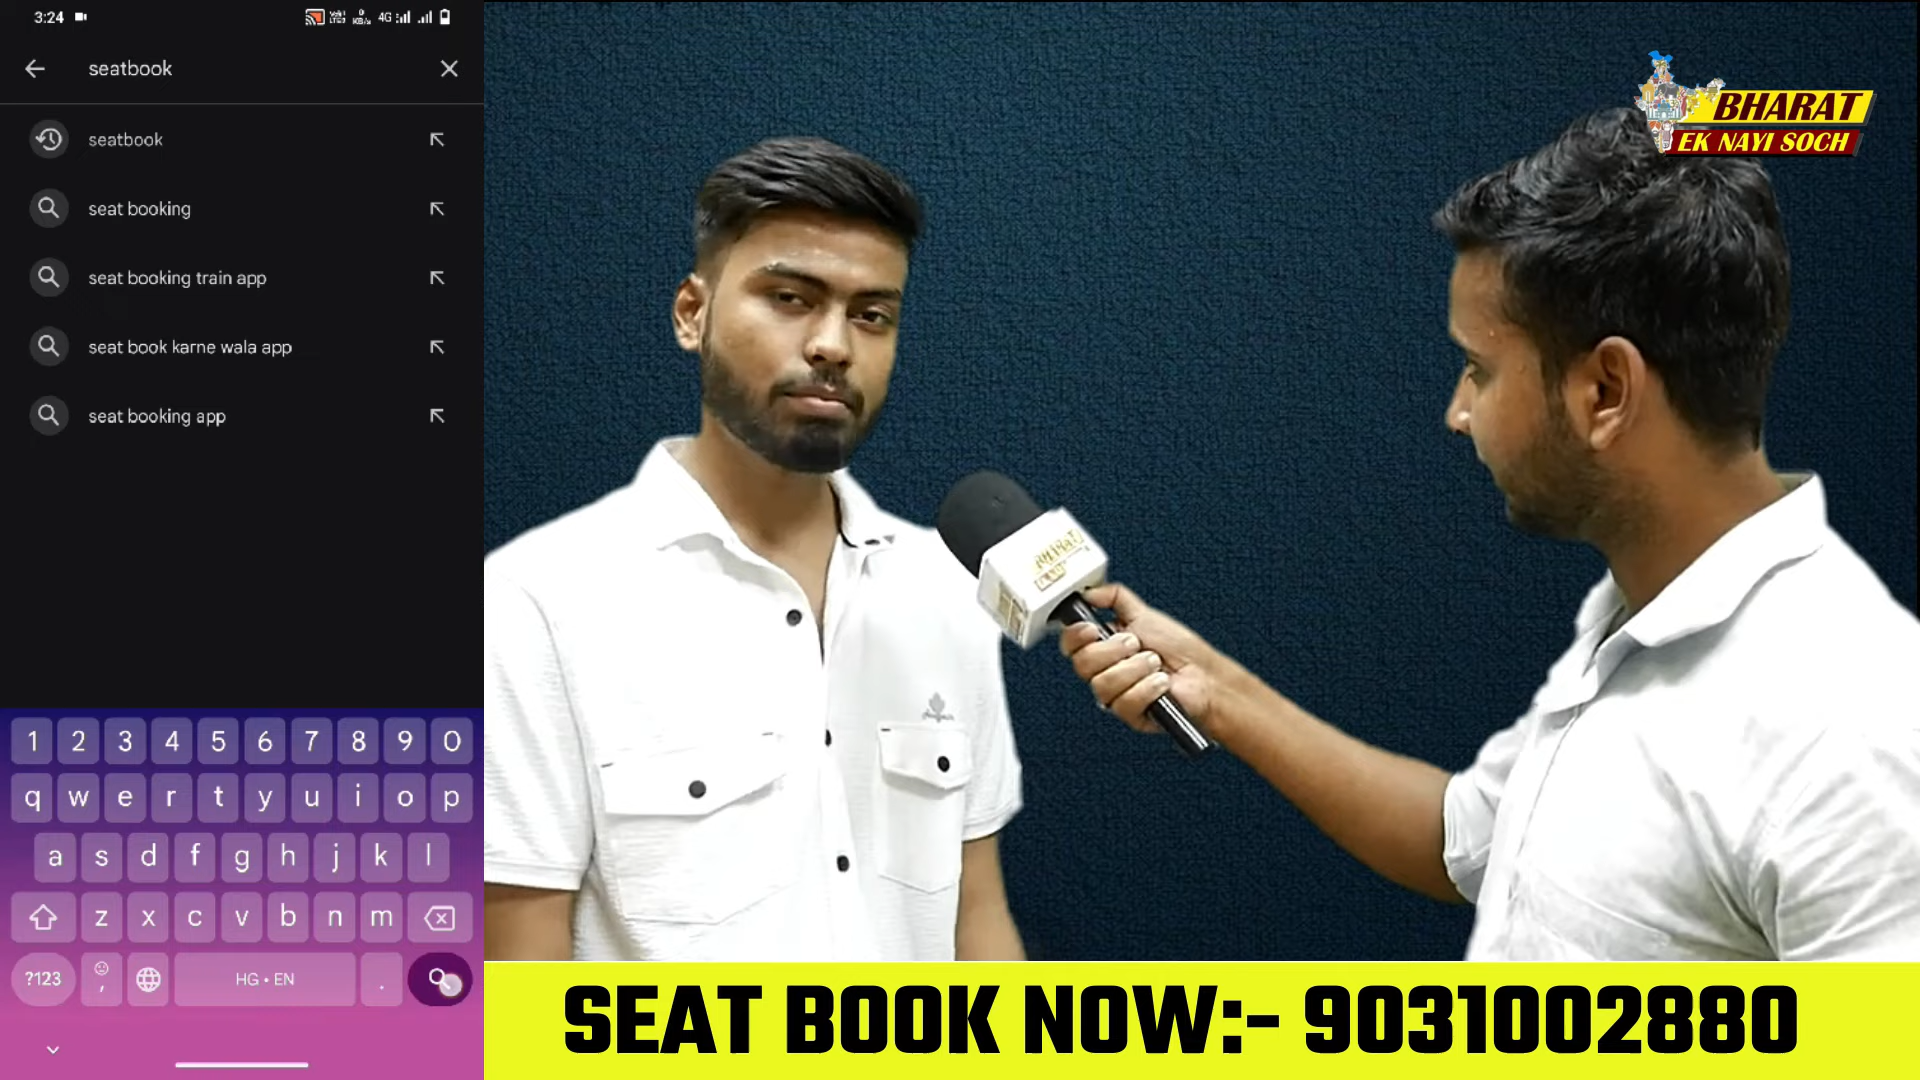 3:24
4G
seatbook
seatbook
seat booking
seat booking train app
seat book karne wala app
seat booking app
1 2 3 4 5 6 7 8 9 0
q w e r t y u i o p
a s d f g h j k l
z x c v b n m
?123 , HG • EN .
BHARAT
EK NAYI SOCH
BHARAT
SEAT BOOK NOW:- 9031002880